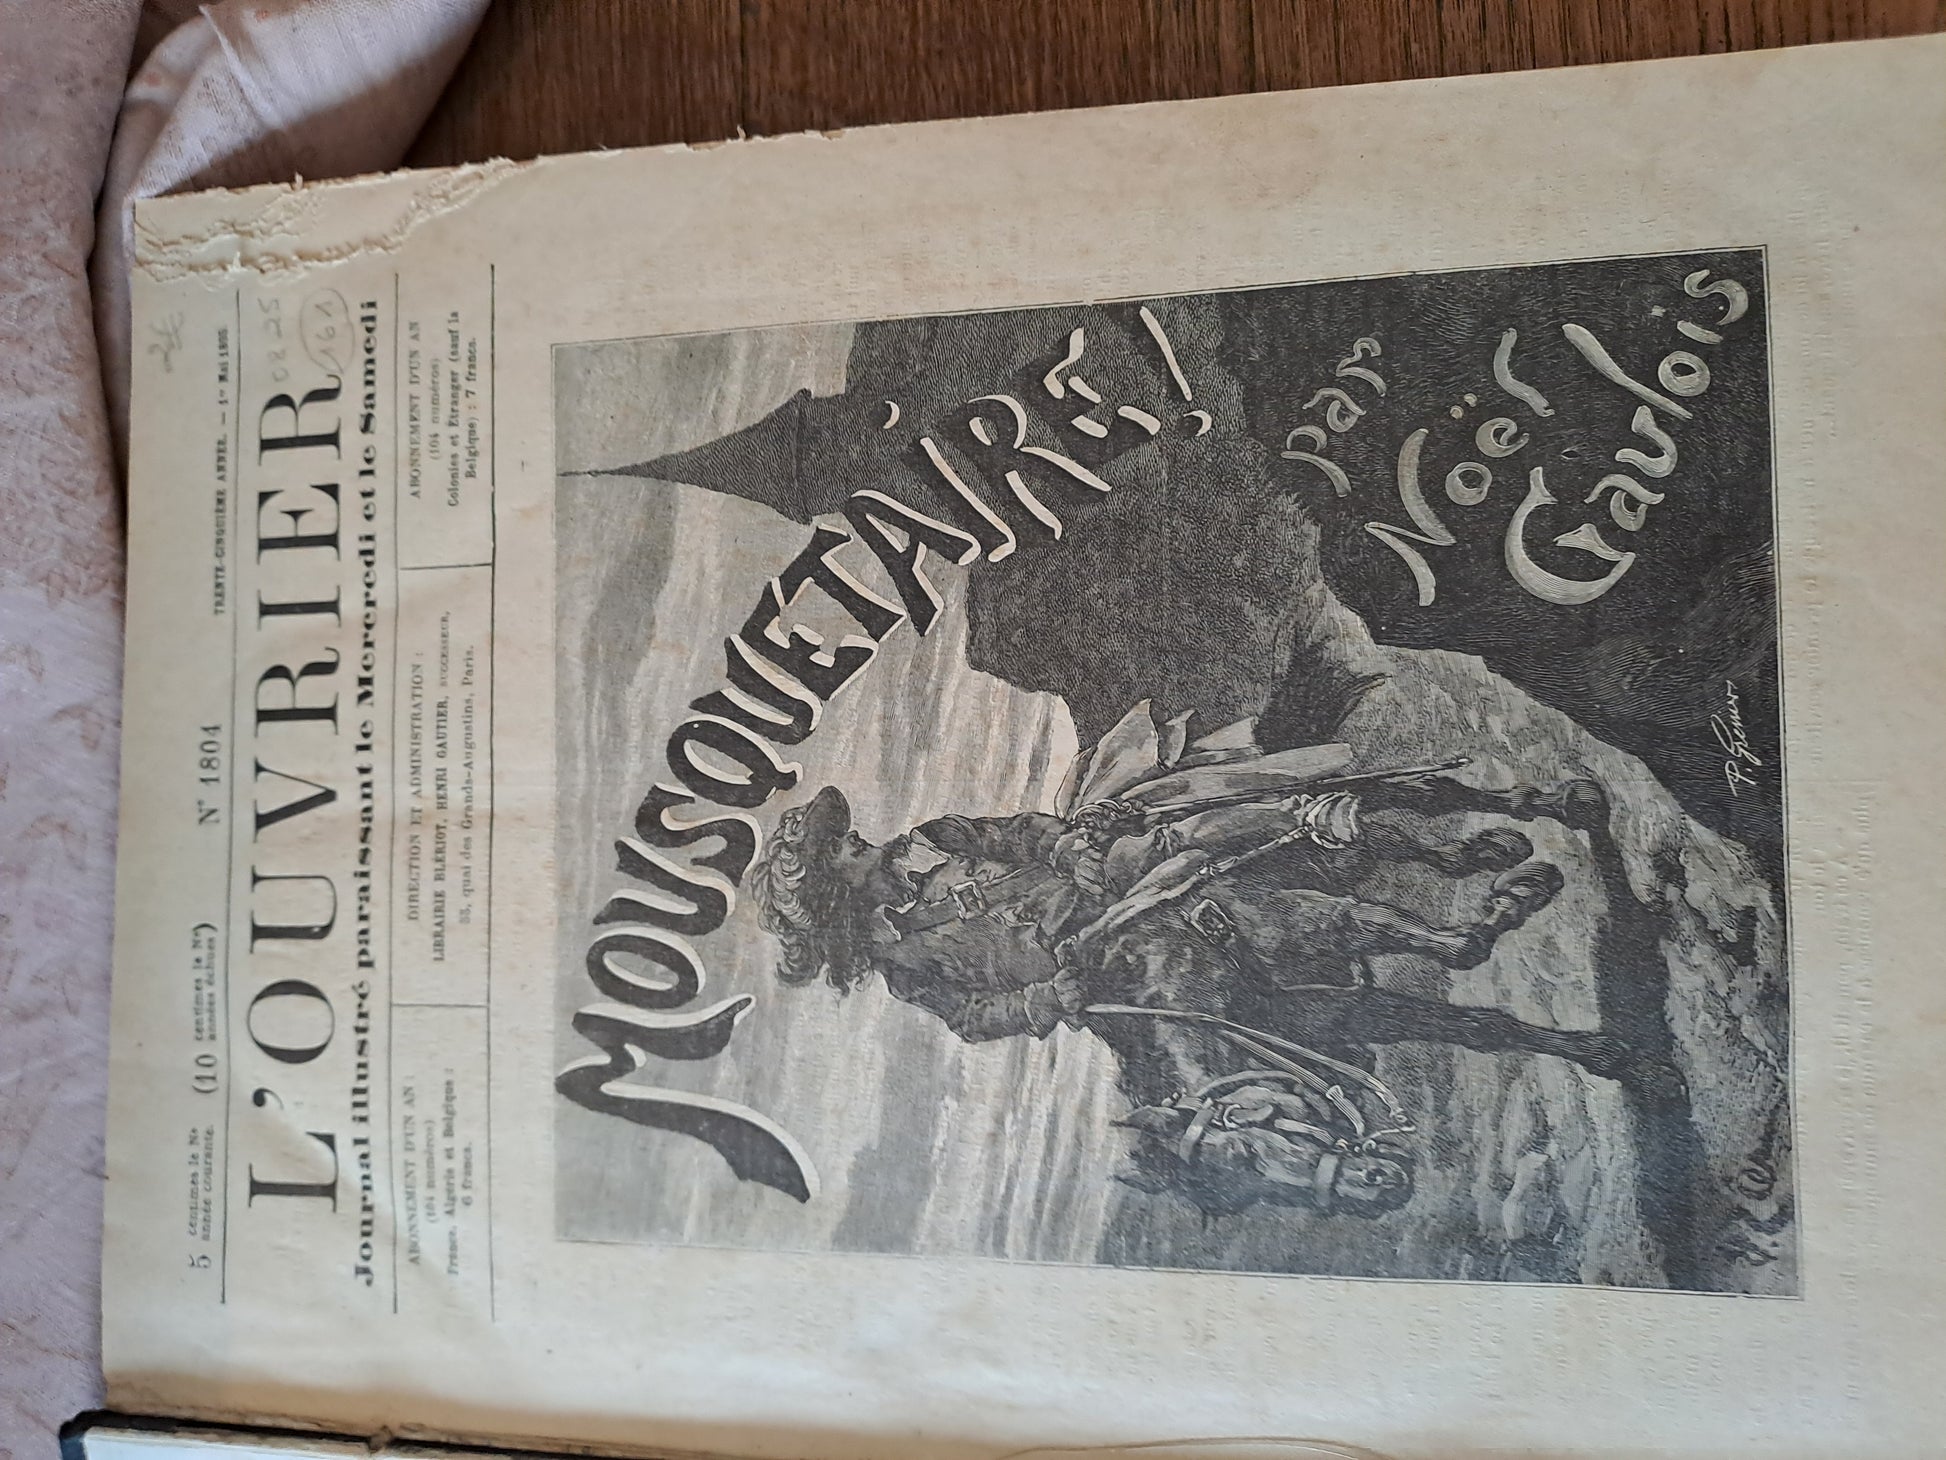 5 centimes le No
année courante.
(10 centimes le No)
années échues)
No 1804
TRENTE-CINQUIÈME ANNÉE. — 1er Mai 1895.
L'OUVRIER
0825
161
Journal illustré paraissant le Mercredi et le Samedi
ABONNEMENT D'UN AN :
(104 numéros)
France, Algérie et Belgique :
6 francs.
DIRECTION ET ADMINISTRATION :
LIBRAIRIE BLÉRIOT, HENRI GAUTIER, SUCCESSEUR,
55, quai des Grands-Augustins, Paris.
ABONNEMENT D'UN AN
(104 numéros)
Colonies et Étranger (sauf la
Belgique) : 7 francs.
MOUSQUETAIRE!
par
Noël
Gaulois